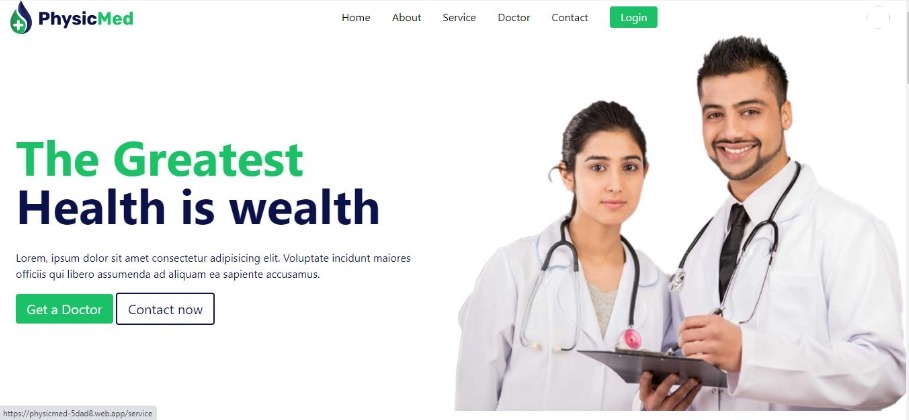 PhysicMed
Home About Service Doctor Contact Login
The Greatest
Health is wealth
Lorem, ipsum dolor sit amet consectetur adipisicing elit. Voluptate incidunt maiores
officiis qui libero assumenda ad aliquam ea sapiente accusamus.
Get a Doctor Contact now
https://physicmed-5dad8.web.app/service